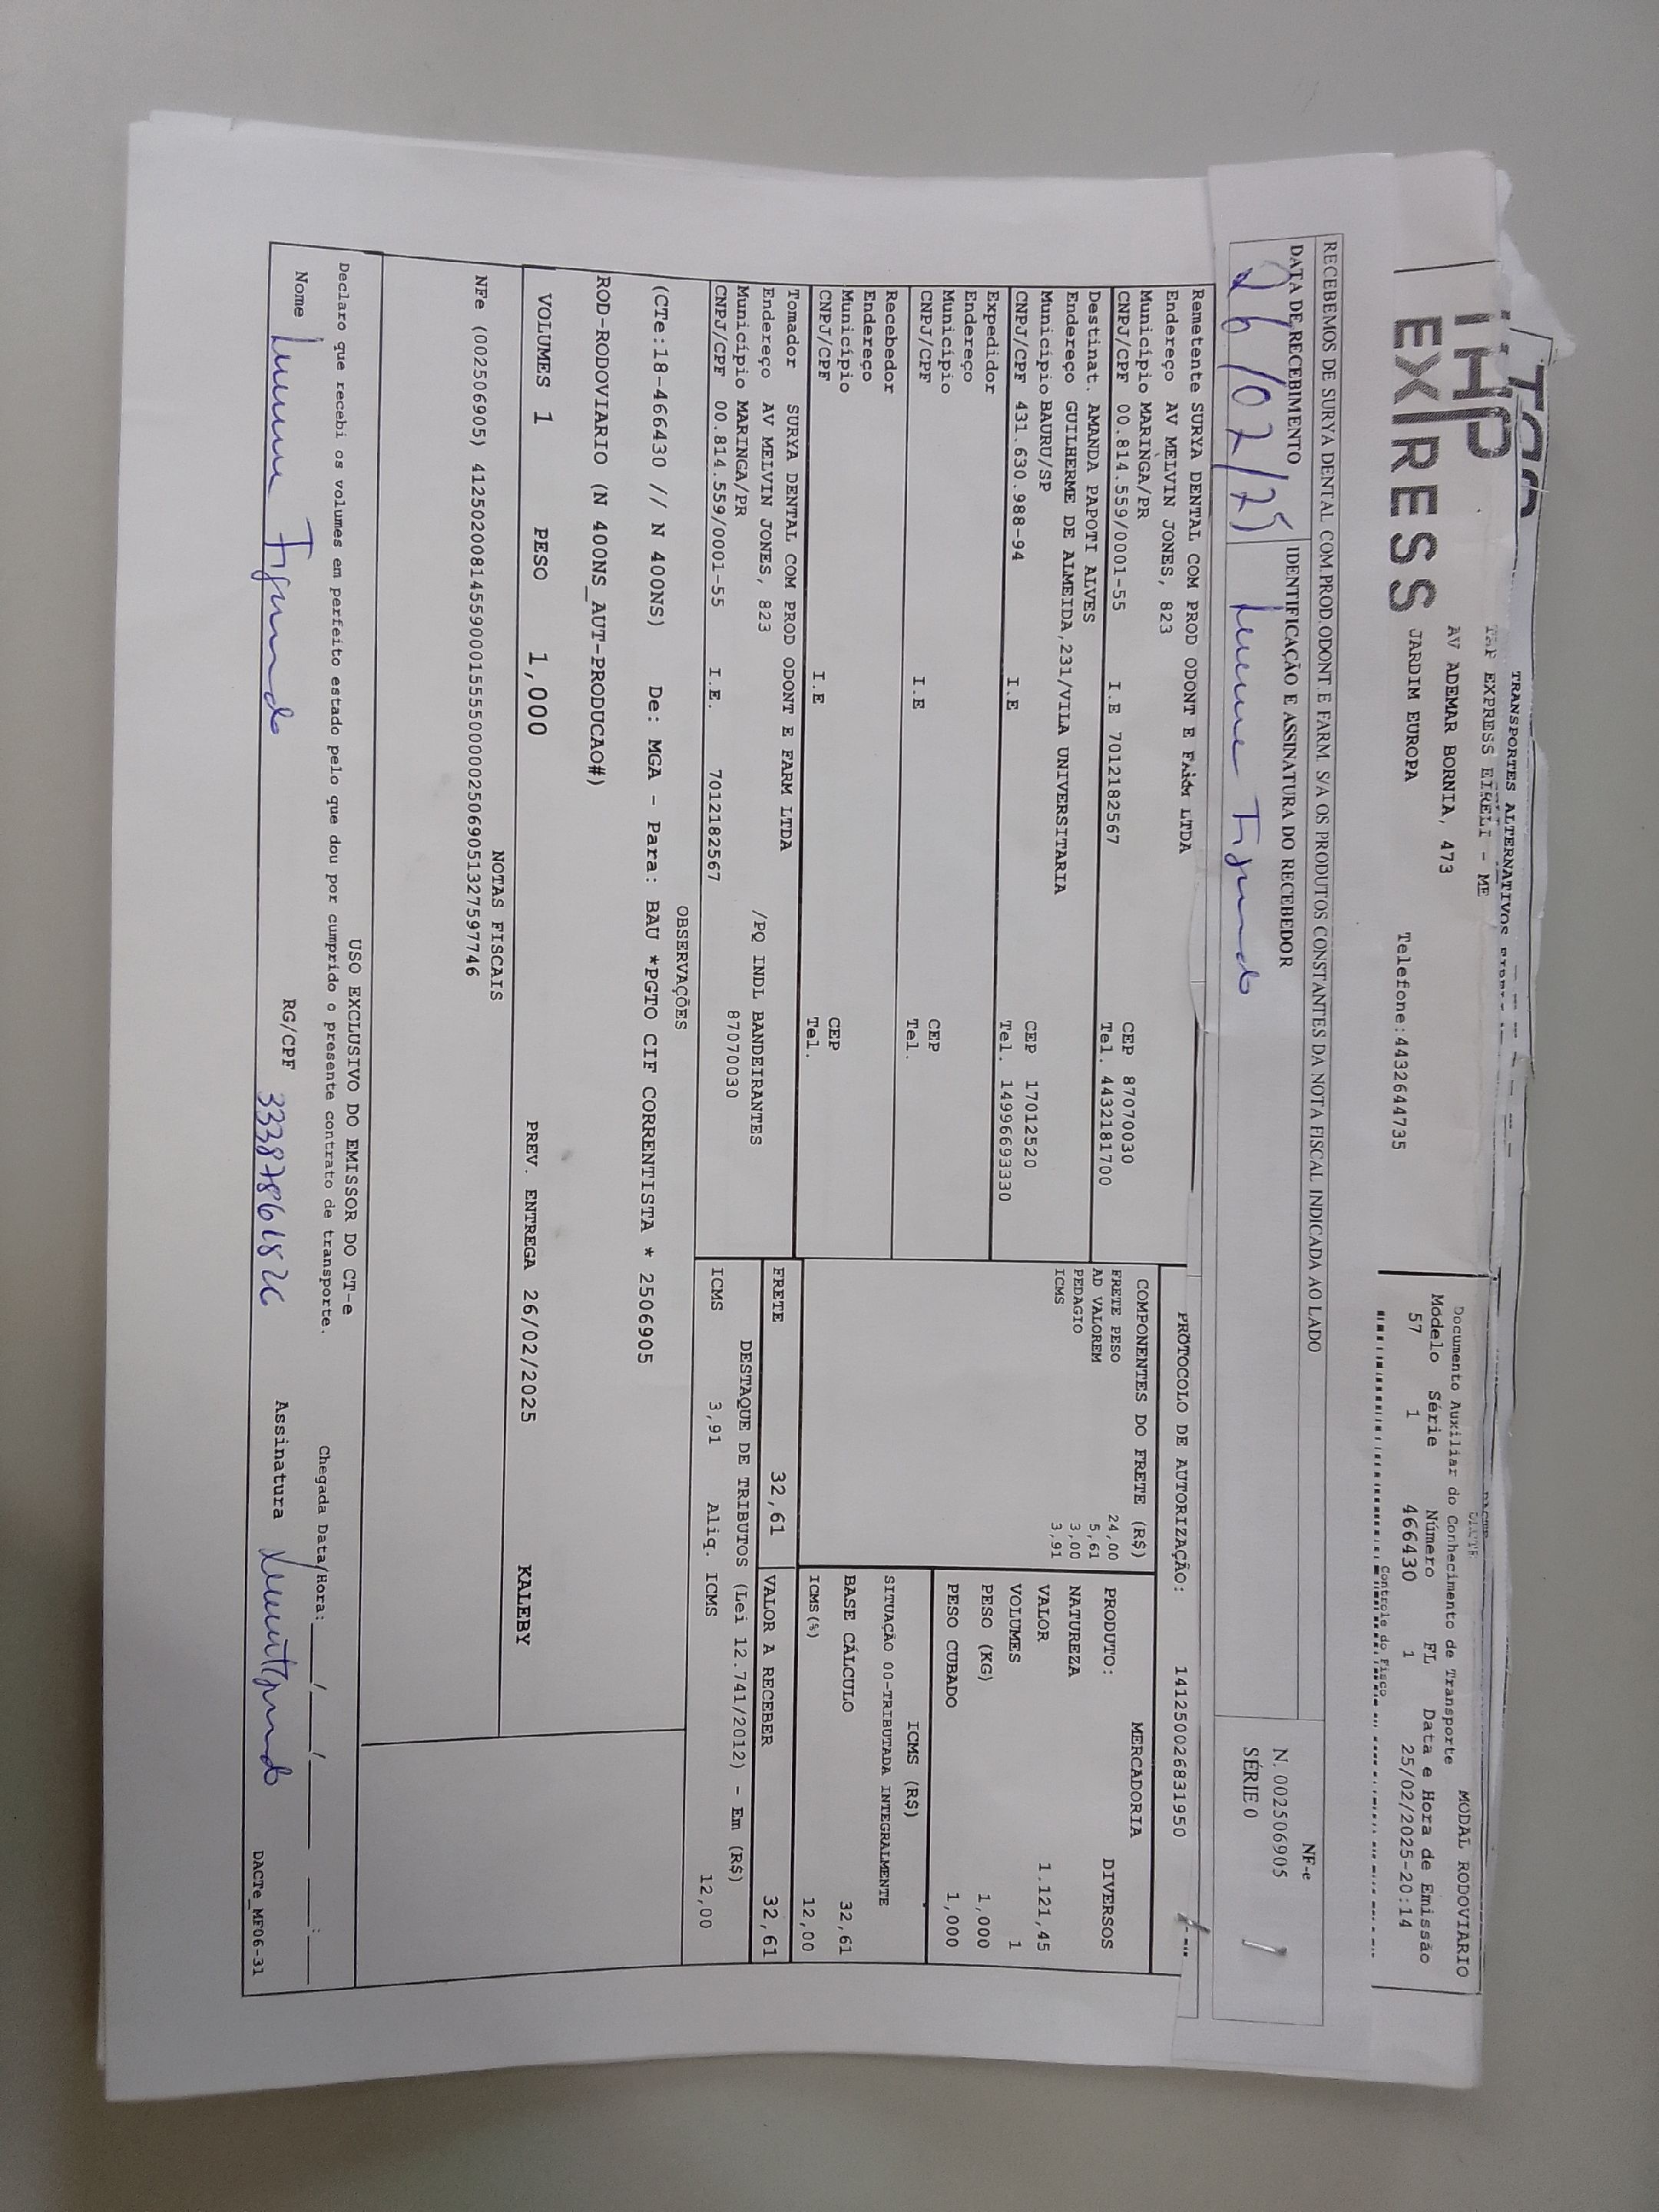 TRANSPORTES ALTERNATIVOS
TAP EXPRESS EIRELI - ME
AV ADEMAR BORNIA, 473
JARDIM EUROPA
Telefone:4432644735
EXPRESS
MODAL RODOVIARIO
Documento Auxiliar do Conhecimento de Transporte
Modelo Série Número FL Data e Hora de Emissão
57 1 466430 1 25/02/2025-20:14
Controle do Fisco
RECEBEMOS DE SURYA DENTAL COM.PROD.ODONT.E FARM. S/A OS PRODUTOS CONSTANTES DA NOTA FISCAL INDICADA AO LADO
DATA DE RECEBIMENTO
26/02/25
IDENTIFICAÇÃO E ASSINATURA DO RECEBEDOR
NF-e
N. 002506905
SÉRIE 0
Remetente SURYA DENTAL COM PROD ODONT E FARM LTDA
Endereço AV MELVIN JONES, 823
Município MARINGA/PR CEP 87070030
CNPJ/CPF 00.814.559/0001-55 I.E 7012182567 Tel. 4432181700
Destinat. AMANDA PAPOTI ALVES
Endereço GUILHERME DE ALMEIDA,231/VILA UNIVERSITARIA
Município BAURU/SP CEP 17012520
CNPJ/CPF 431.630.988-94 I.E Tel. 14996693330
Expedidor
Endereço
Município CEP
CNPJ/CPF I.E Tel.
Recebedor
Endereço
Município CEP
CNPJ/CPF I.E Tel.
Tomador SURYA DENTAL COM PROD ODONT E FARM LTDA
Endereço AV MELVIN JONES, 823 /PQ INDL BANDEIRANTES
Município MARINGA/PR 87070030
CNPJ/CPF 00.814.559/0001-55 I.E. 7012182567
PROTOCOLO DE AUTORIZAÇÃO: 141250026831950
COMPONENTES DO FRETE (R$)
FRETE PESO 24,00
AD VALOREM 5,61
PEDAGIO 3,00
ICMS 3,91
MERCADORIA
PRODUTO: DIVERSOS
NATUREZA
VALOR 1.121,45
VOLUMES 1
PESO (KG) 1,000
PESO CUBADO 1,000
ICMS (R$)
SITUAÇÃO 00-TRIBUTADA INTEGRALMENTE
BASE CÁLCULO 32,61
ICMS(%) 12,00
FRETE 32,61 VALOR A RECEBER 32,61
DESTAQUE DE TRIBUTOS (Lei 12.741/2012) - Em (R$)
ICMS 3,91 Aliq. ICMS 12,00
OBSERVAÇÕES
(CTe:18-466430 // N 400NS) De: MGA - Para: BAU *PGTO CIF CORRENTISTA * 2506905
ROD-RODOVIARIO (N 400NS_AUT-PRODUCAO#)
VOLUMES 1 PESO 1,000 PREV. ENTREGA 26/02/2025 KALEBY
NOTAS FISCAIS
NFe (002506905) 41250200814559000155550000025069051327597746
USO EXCLUSIVO DO EMISSOR DO CT-e
Declaro que recebi os volumes em perfeito estado pelo que dou por cumprido o presente contrato de transporte.
Chegada Data/Hora: ___/___/___ ___:___
Nome RG/CPF 33387861826 Assinatura
DACTe_MF06-31